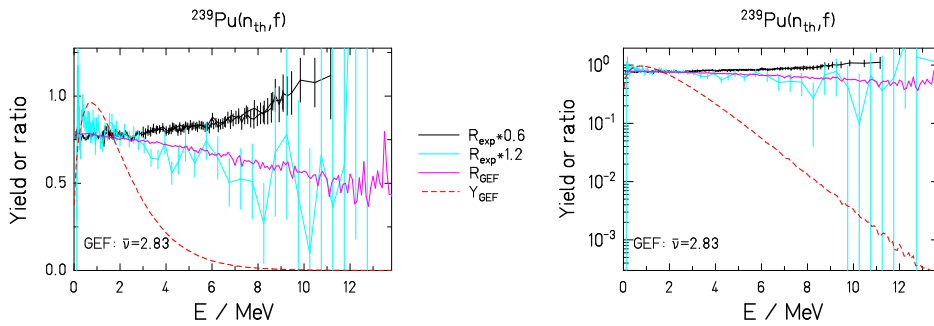 ²³⁹Pu(nₜₕ,f)
Yield or ratio
1.0
0.5
0.0
0 2 4 6 8 10 12
E / MeV
GEF: ν̄=2.83
R_exp*0.6
R_exp*1.2
R_GEF
Y_GEF
²³⁹Pu(nₜₕ,f)
Yield or ratio
10⁰
10⁻¹
10⁻²
10⁻³
0 2 4 6 8 10 12
E / MeV
GEF: ν̄=2.83